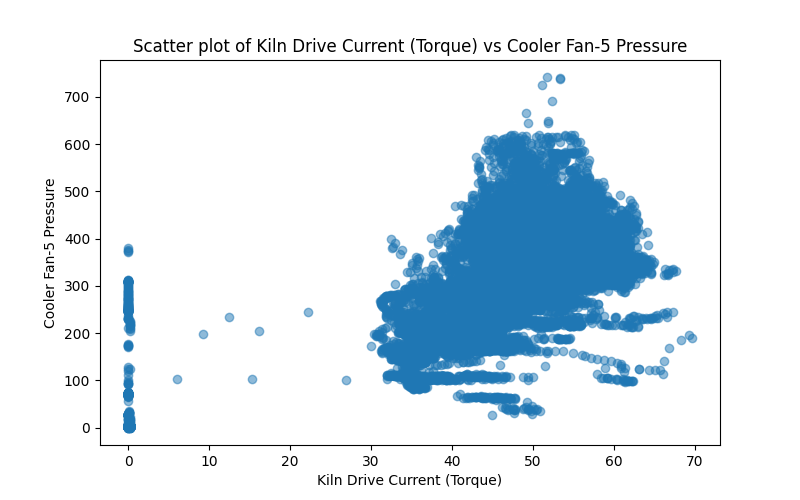 Scatter plot of Kiln Drive Current (Torque) vs Cooler Fan-5 Pressure
700
600
500
400
300
200
100
0
Cooler Fan-5 Pressure
0 10 20 30 40 50 60 70
Kiln Drive Current (Torque)